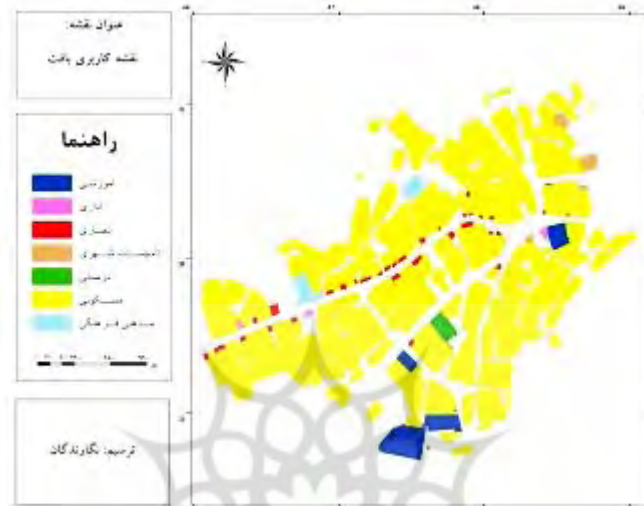 عنوان نقشه:
نقشه کاربری بافت
راهنما
آموزشی
اداری
تجاری
تاسیسات شهری
درمانی
مسکونی
مذهبی فرهنگی
ترسیم: نگارندگان